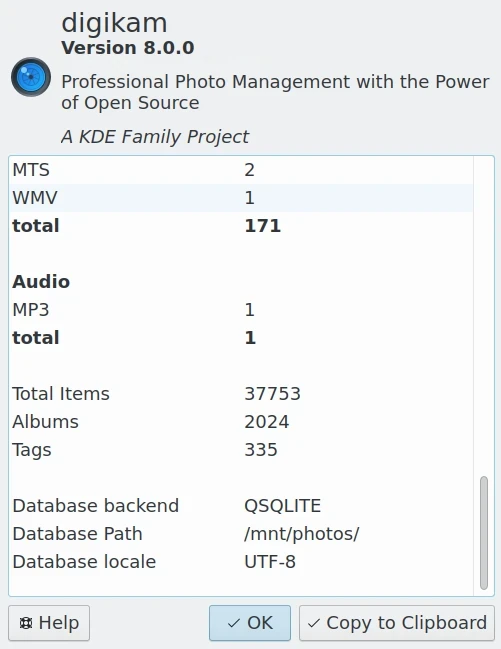 digikam
Version 8.0.0
Professional Photo Management with the Power
of Open Source
A KDE Family Project
MTS 2
WMV 1
total 171
Audio
MP3 1
total 1
Total Items 37753
Albums 2024
Tags 335
Database backend QSQLITE
Database Path /mnt/photos/
Database locale UTF-8
Help OK Copy to Clipboard